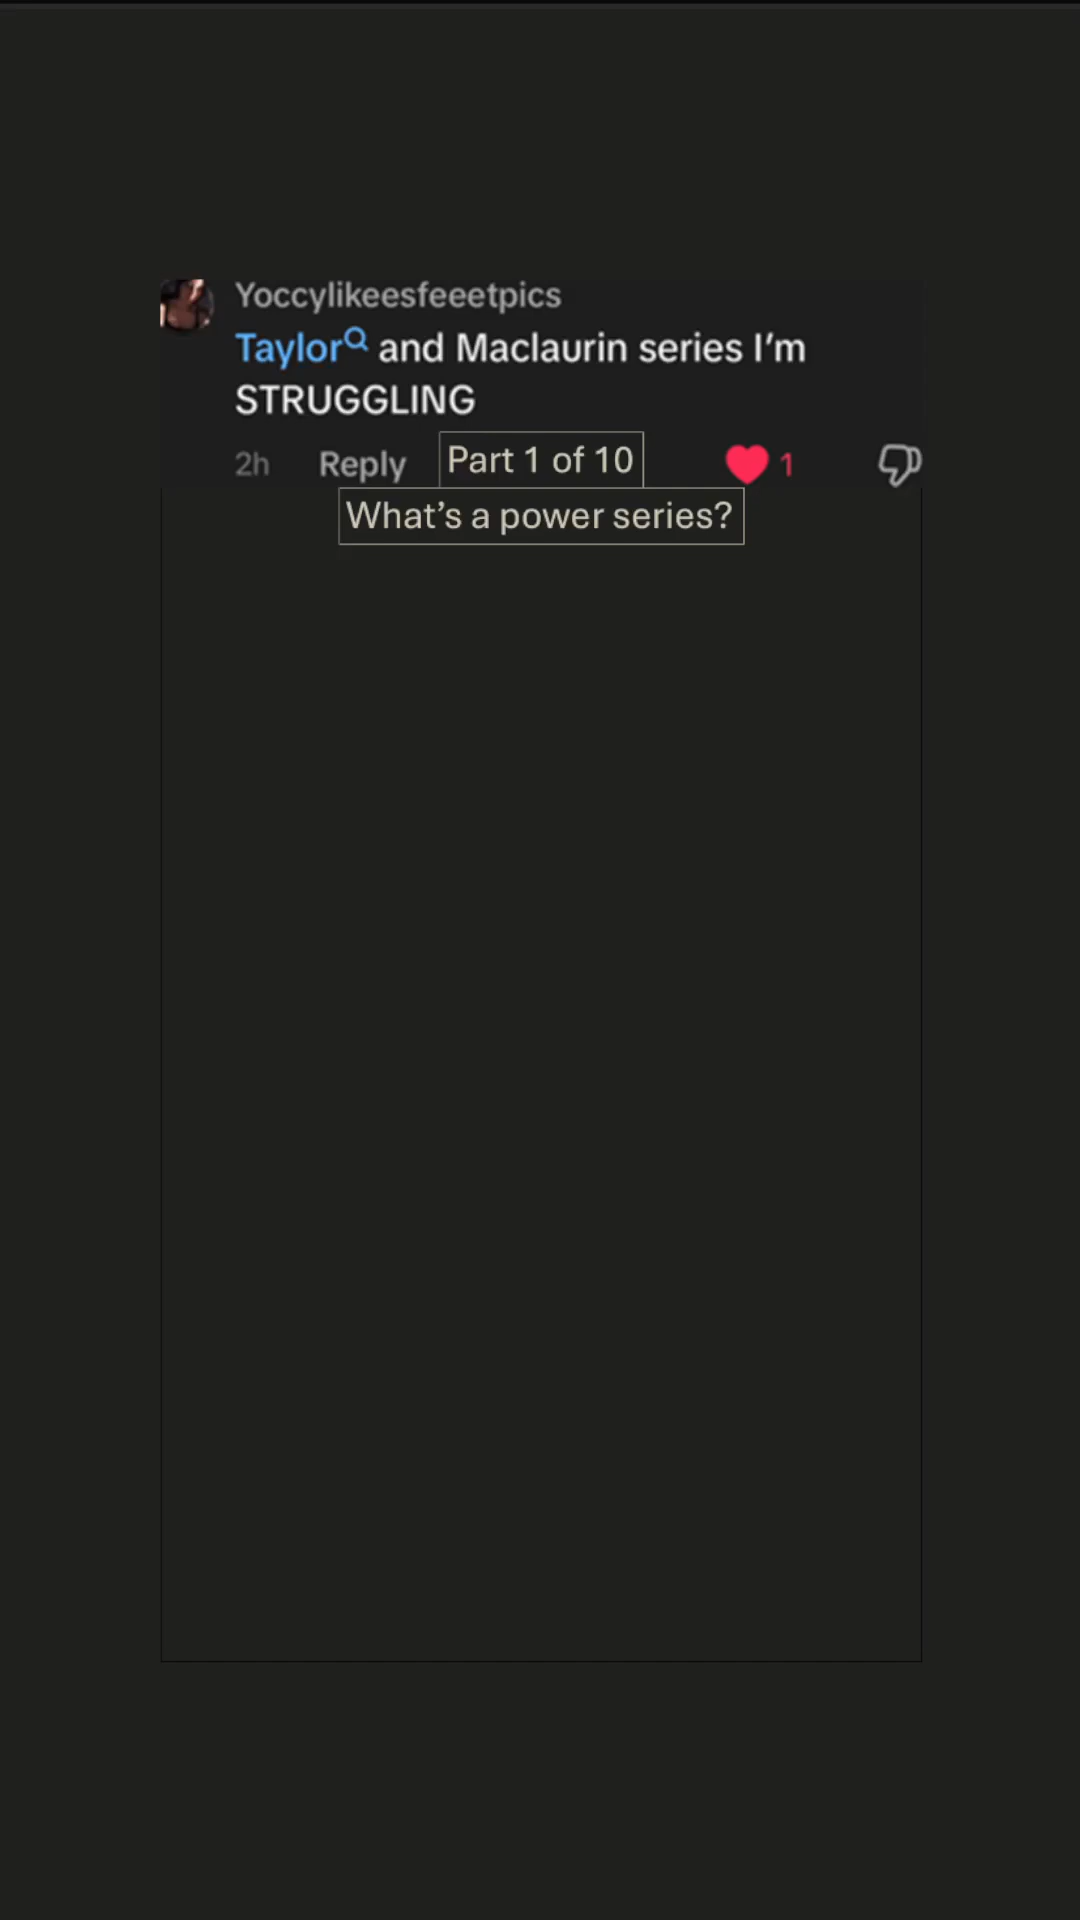 Yoccylikeesfeeetpics
Taylor and Maclaurin series I’m
STRUGGLING
2h Reply Part 1 of 10 1
What’s a power series?